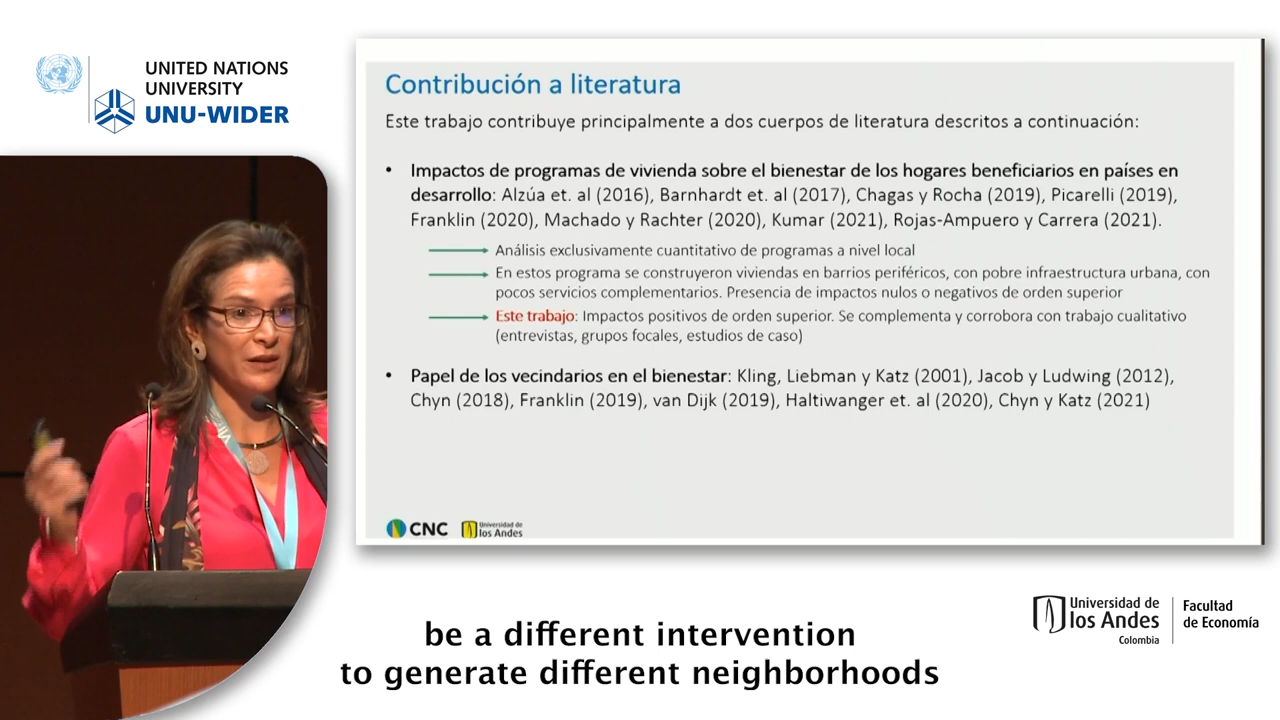 UNITED NATIONS
UNIVERSITY
UNU-WIDER
Contribución a literatura
Este trabajo contribuye principalmente a dos cuerpos de literatura descritos a continuación:
• Impactos de programas de vivienda sobre el bienestar de los hogares beneficiarios en países en
desarrollo: Alzúa et. al (2016), Barnhardt et. al (2017), Chagas y Rocha (2019), Picarelli (2019),
Franklin (2020), Machado y Rachter (2020), Kumar (2021), Rojas-Ampuero y Carrera (2021).
Análisis exclusivamente cuantitativo de programas a nivel local
En estos programa se construyeron viviendas en barrios periféricos, con pobre infraestructura urbana, con
pocos servicios complementarios. Presencia de impactos nulos o negativos de orden superior
Este trabajo: Impactos positivos de orden superior. Se complementa y corrobora con trabajo cualitativo
(entrevistas, grupos focales, estudios de caso)
• Papel de los vecindarios en el bienestar: Kling, Liebman y Katz (2001), Jacob y Ludwing (2012),
Chyn (2018), Franklin (2019), van Dijk (2019), Haltiwanger et. al (2020), Chyn y Katz (2021)
CNC
Universidad de
los Andes
be a different intervention
to generate different neighborhoods
Universidad de
los Andes
Colombia
Facultad
de Economía